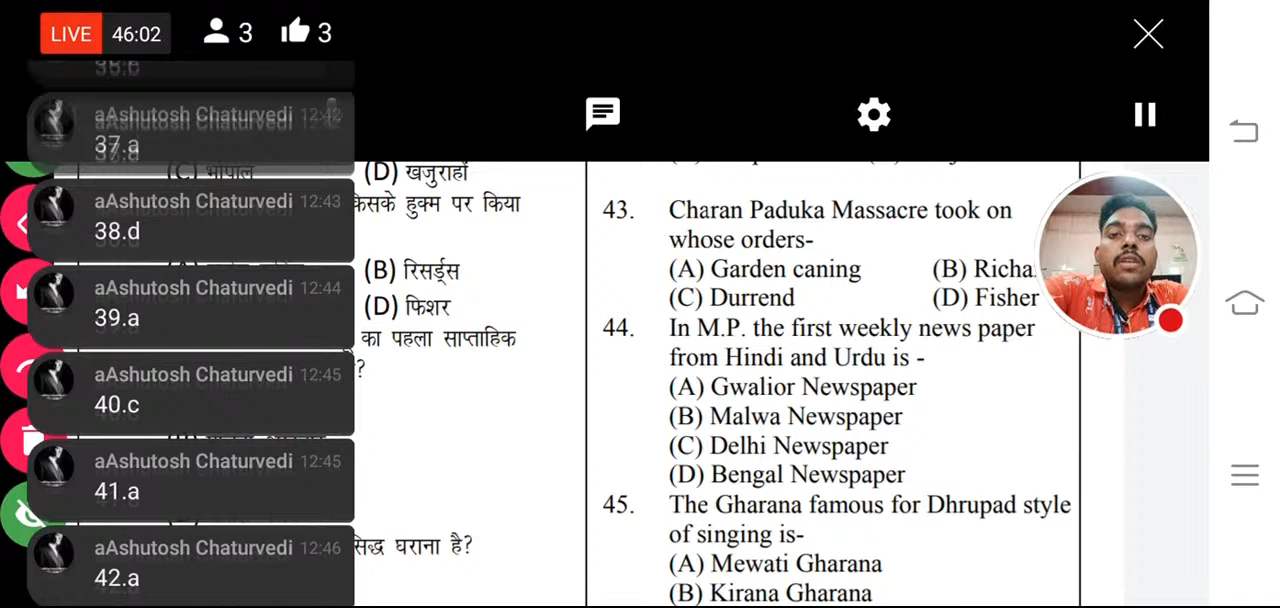 LIVE 46:02 3 3
38.c
aAshutosh Chaturvedi 12:42
37.a
aAshutosh Chaturvedi 12:43
38.d
aAshutosh Chaturvedi 12:44
39.a
aAshutosh Chaturvedi 12:45
40.c
aAshutosh Chaturvedi 12:45
41.a
aAshutosh Chaturvedi 12:46
42.a
(C) भोपाल (D) खजुराहों
किसके हुक्म पर किया
(B) रिसर्ड्स
(D) फिशर
का पहला साप्ताहिक
?
सिद्ध घराना है?
43. Charan Paduka Massacre took on
whose orders-
(A) Garden caning (B) Richa
(C) Durrend (D) Fisher
44. In M.P. the first weekly news paper
from Hindi and Urdu is -
(A) Gwalior Newspaper
(B) Malwa Newspaper
(C) Delhi Newspaper
(D) Bengal Newspaper
45. The Gharana famous for Dhrupad style
of singing is-
(A) Mewati Gharana
(B) Kirana Gharana